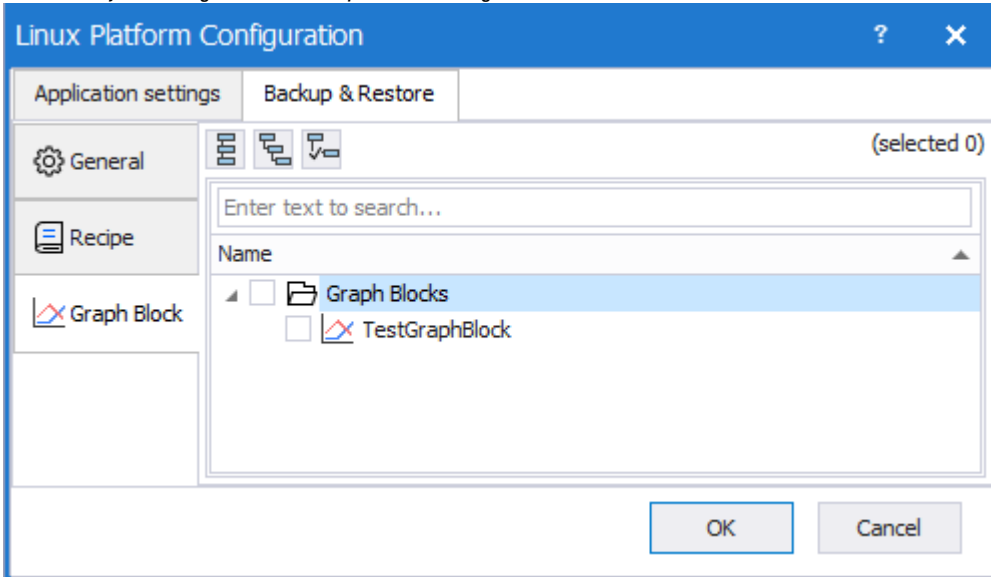 Linux Platform Configuration ?
Application settings Backup & Restore
General
(selected 0)
Enter text to search...
Recipe
Name
Graph Blocks
Graph Block
TestGraphBlock
OK Cancel